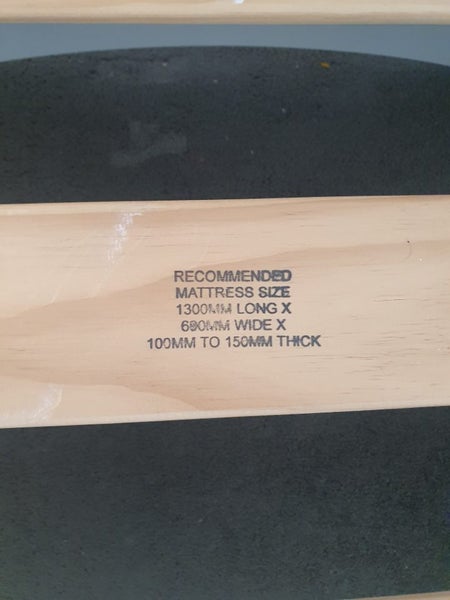 RECOMMENDED
MATTRESS SIZE
1300MM LONG X
690MM WIDE X
100MM TO 150MM THICK